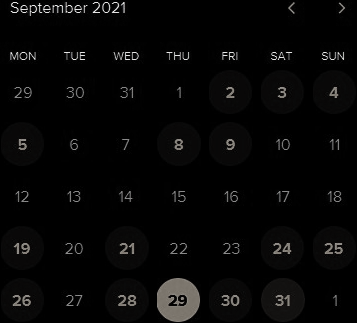 September 2021
MON TUE WED THU FRI SAT SUN
29 30 31 1 2 3 4
5 6 7 8 9 10 11
12 13 14 15 16 17 18
19 20 21 22 23 24 25
26 27 28 29 30 31 1